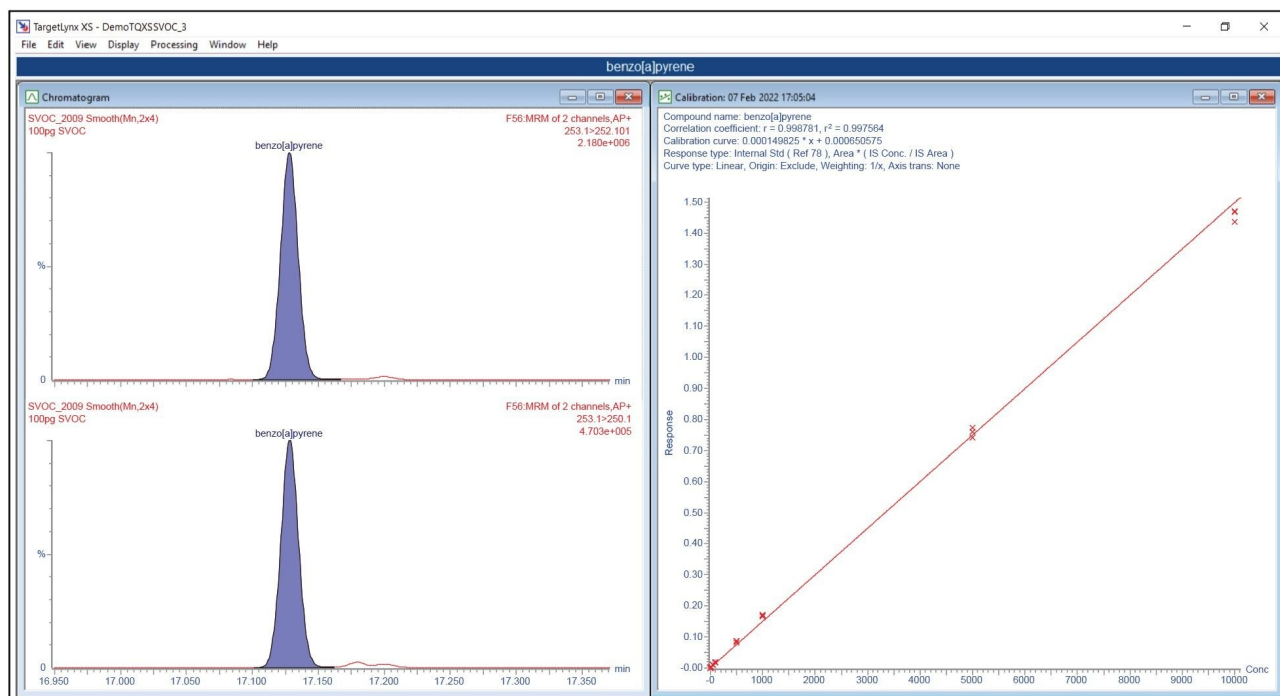 TargetLynx XS - DemoTQXSSVOC_3
File Edit View Display Processing Window Help
benzo[a]pyrene
Chromatogram
SVOC_2009 Smooth(Mn,2x4)
100pg SVOC
F56:MRM of 2 channels,AP+
253.1>252.101
2.180e+006
benzo[a]pyrene
%
0
min
SVOC_2009 Smooth(Mn,2x4)
100pg SVOC
F56:MRM of 2 channels,AP+
253.1>250.1
4.703e+005
benzo[a]pyrene
%
0
min
16.950 17.000 17.050 17.100 17.150 17.200 17.250 17.300 17.350
Calibration: 07 Feb 2022 17:05:04
Compound name: benzo[a]pyrene
Correlation coefficient: r = 0.998781, r² = 0.997564
Calibration curve: 0.000149825 * x + 0.000650575
Response type: Internal Std ( Ref 78 ), Area * ( IS Conc. / IS Area )
Curve type: Linear, Origin: Exclude, Weighting: 1/x, Axis trans: None
1.50
1.40
1.30
1.20
1.10
1.00
0.90
0.80
0.70
Response
0.60
0.50
0.40
0.30
0.20
0.10
-0.00
Conc
-0 1000 2000 3000 4000 5000 6000 7000 8000 9000 10000